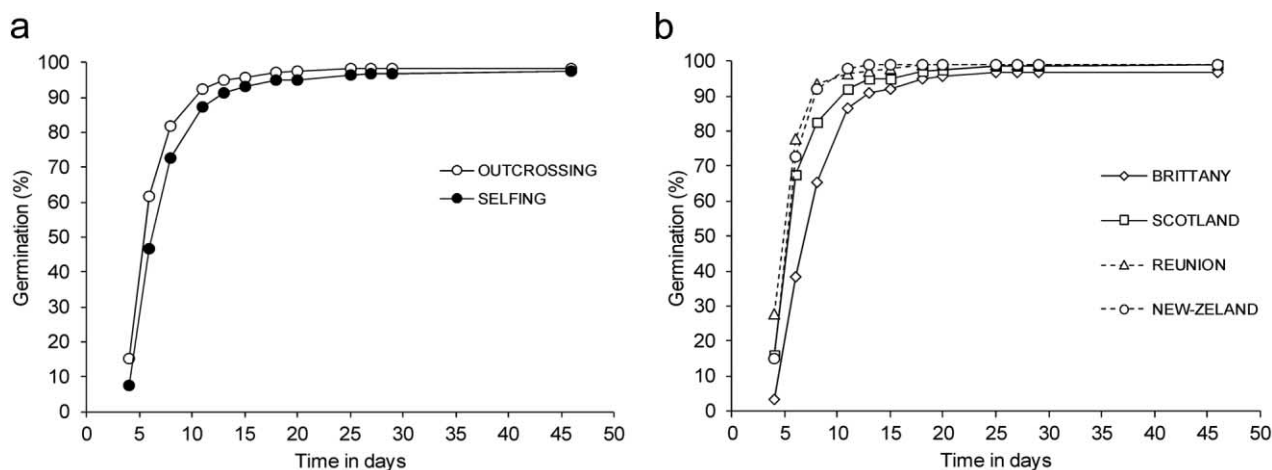 a
100
90
80
70
60
50
40
30
20
10
0
Germination (%)
0 5 10 15 20 25 30 35 40 45 50
Time in days
OUTCROSSING
SELFING
b
100
90
80
70
60
50
40
30
20
10
0
Germination (%)
0 5 10 15 20 25 30 35 40 45 50
Time in days
BRITTANY
SCOTLAND
REUNION
NEW-ZELAND